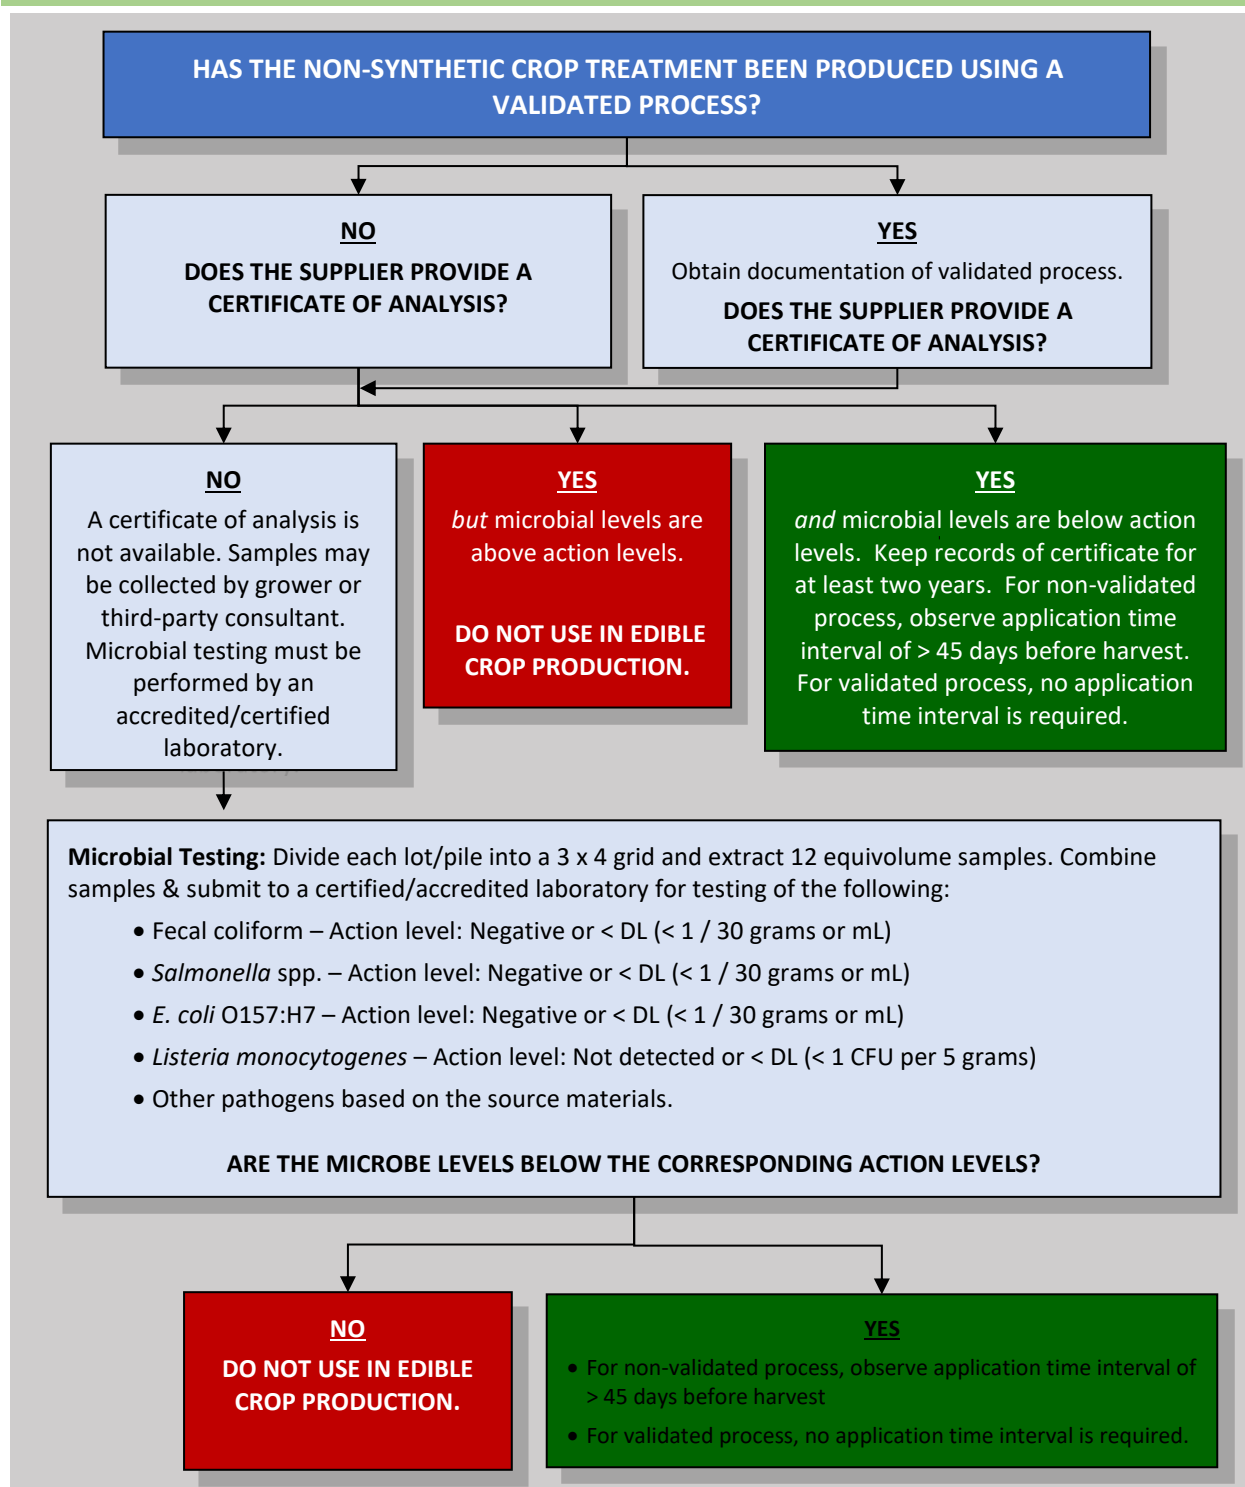 HAS THE NON-SYNTHETIC CROP TREATMENT BEEN PRODUCED USING A
VALIDATED PROCESS?
NO
DOES THE SUPPLIER PROVIDE A
CERTIFICATE OF ANALYSIS?
YES
Obtain documentation of validated process.
DOES THE SUPPLIER PROVIDE A
CERTIFICATE OF ANALYSIS?
NO
A certificate of analysis is
not available. Samples may
be collected by grower or
third-party consultant.
Microbial testing must be
performed by an
accredited/certified
laboratory.
YES
but microbial levels are
above action levels.
DO NOT USE IN EDIBLE
CROP PRODUCTION.
YES
and microbial levels are below action
levels. Keep records of certificate for
at least two years. For non-validated
process, observe application time
interval of > 45 days before harvest.
For validated process, no application
time interval is required.
Microbial Testing: Divide each lot/pile into a 3 x 4 grid and extract 12 equivolume samples. Combine
samples & submit to a certified/accredited laboratory for testing of the following:
• Fecal coliform – Action level: Negative or < DL (< 1 / 30 grams or mL)
• Salmonella spp. – Action level: Negative or < DL (< 1 / 30 grams or mL)
• E. coli O157:H7 – Action level: Negative or < DL (< 1 / 30 grams or mL)
• Listeria monocytogenes – Action level: Not detected or < DL (< 1 CFU per 5 grams)
• Other pathogens based on the source materials.
ARE THE MICROBE LEVELS BELOW THE CORRESPONDING ACTION LEVELS?
NO
DO NOT USE IN EDIBLE
CROP PRODUCTION.
YES
• For non-validated process, observe application time interval of
> 45 days before harvest
• For validated process, no application time interval is required.